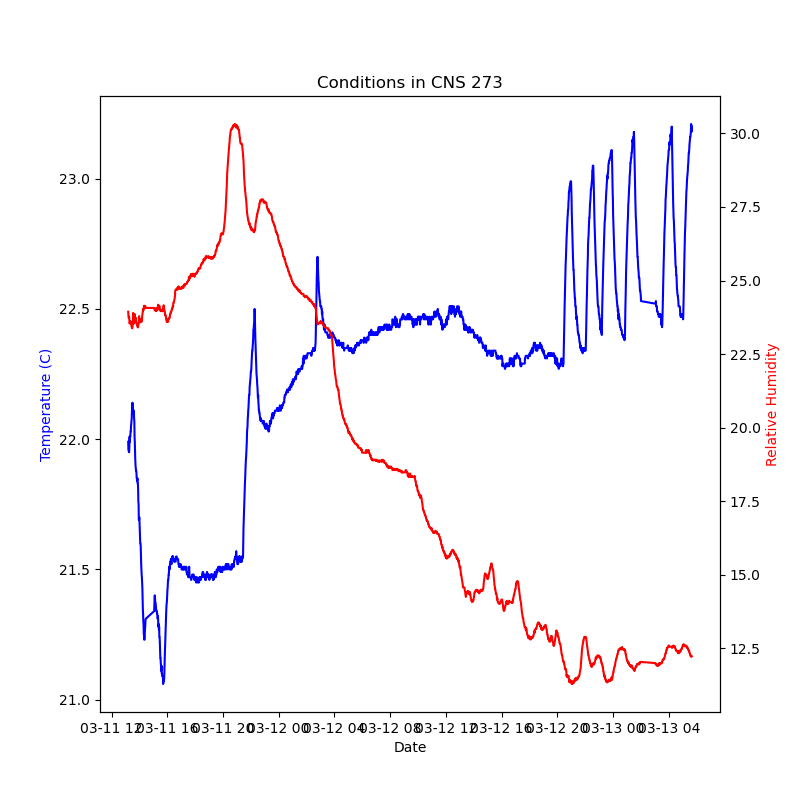 Conditions in CNS 273
23.0
22.5
22.0
21.5
21.0
Temperature (C)
30.0
27.5
25.0
22.5
20.0
17.5
15.0
12.5
Relative Humidity
03-11 12 03-11 16 03-11 20 03-12 00 03-12 04 03-12 08 03-12 12 03-12 16 03-12 20 03-13 00 03-13 04
Date